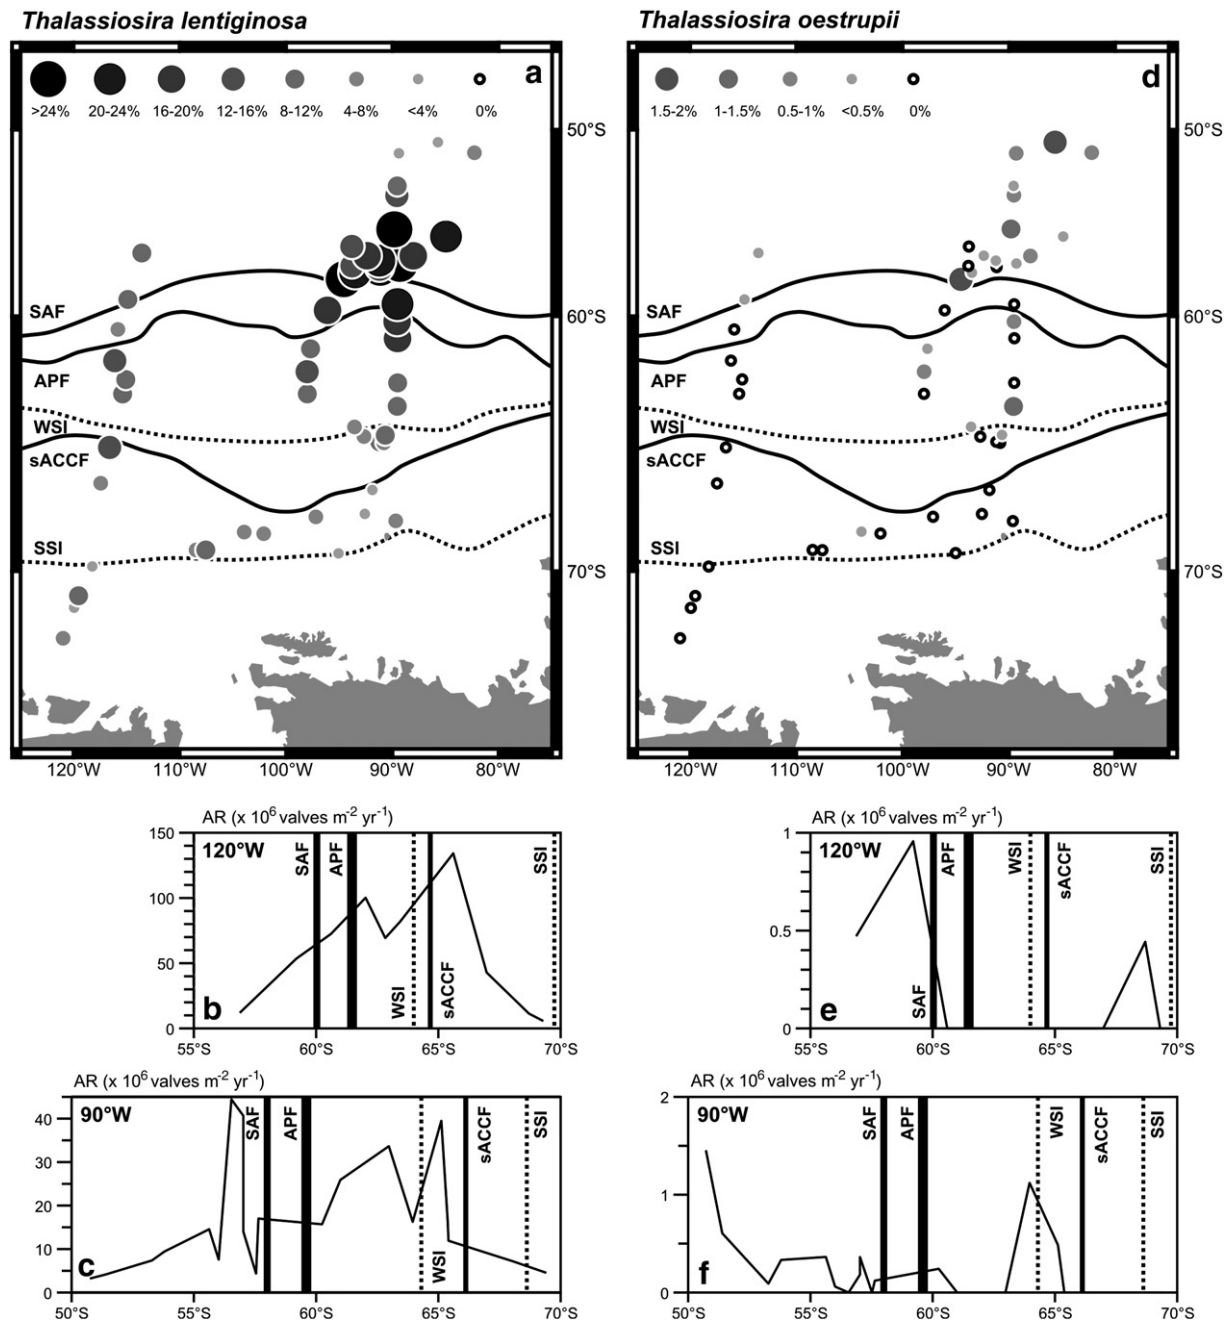 Thalassiosira lentiginosa
a
>24% 20-24% 16-20% 12-16% 8-12% 4-8% <4% 0%
50°S
SAF
60°S
APF
WSI
sACCF
SSI
70°S
120°W 110°W 100°W 90°W 80°W
Thalassiosira oestrupii
d
1.5-2% 1-1.5% 0.5-1% <0.5% 0%
50°S
SAF
60°S
APF
WSI
sACCF
SSI
70°S
120°W 110°W 100°W 90°W 80°W
AR (x 10⁶ valves m⁻² yr⁻¹)
150
120°W
SAF
APF
SSI
100
50
WSI
sACCF
b
0
55°S 60°S 65°S 70°S
AR (x 10⁶ valves m⁻² yr⁻¹)
1
120°W
APF
WSI
sACCF
SSI
0.5
SAF
e
0
55°S 60°S 65°S 70°S
AR (x 10⁶ valves m⁻² yr⁻¹)
40
90°W
SAF
APF
sACCF
SSI
30
20
10
WSI
c
0
50°S 55°S 60°S 65°S 70°S
AR (x 10⁶ valves m⁻² yr⁻¹)
2
90°W
SAF
APF
WSI
sACCF
SSI
1
f
0
50°S 55°S 60°S 65°S 70°S